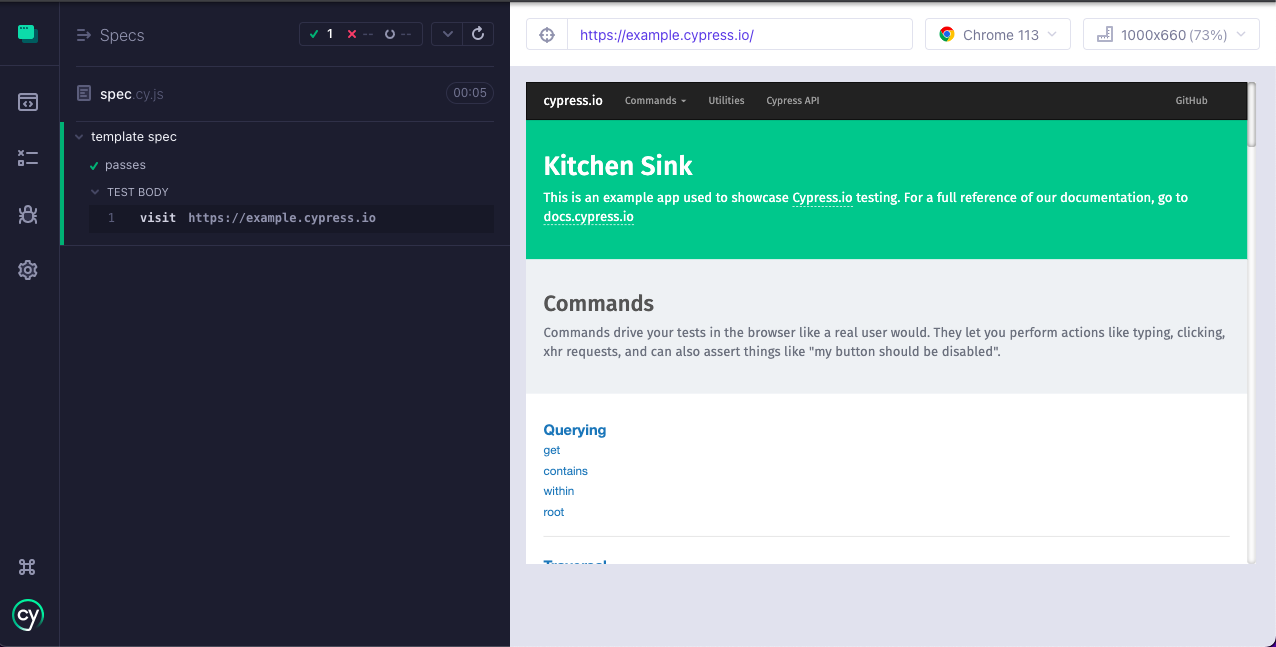 Specs
1 -- --
spec.cy.js
00:05
template spec
passes
TEST BODY
1 visit https://example.cypress.io
cy
https://example.cypress.io/
Chrome 113
1000x660 (73%)
cypress.io Commands Utilities Cypress API GitHub
Kitchen Sink
This is an example app used to showcase Cypress.io testing. For a full reference of our documentation, go to
docs.cypress.io
Commands
Commands drive your tests in the browser like a real user would. They let you perform actions like typing, clicking,
xhr requests, and can also assert things like "my button should be disabled".
Querying
get
contains
within
root
Traversal